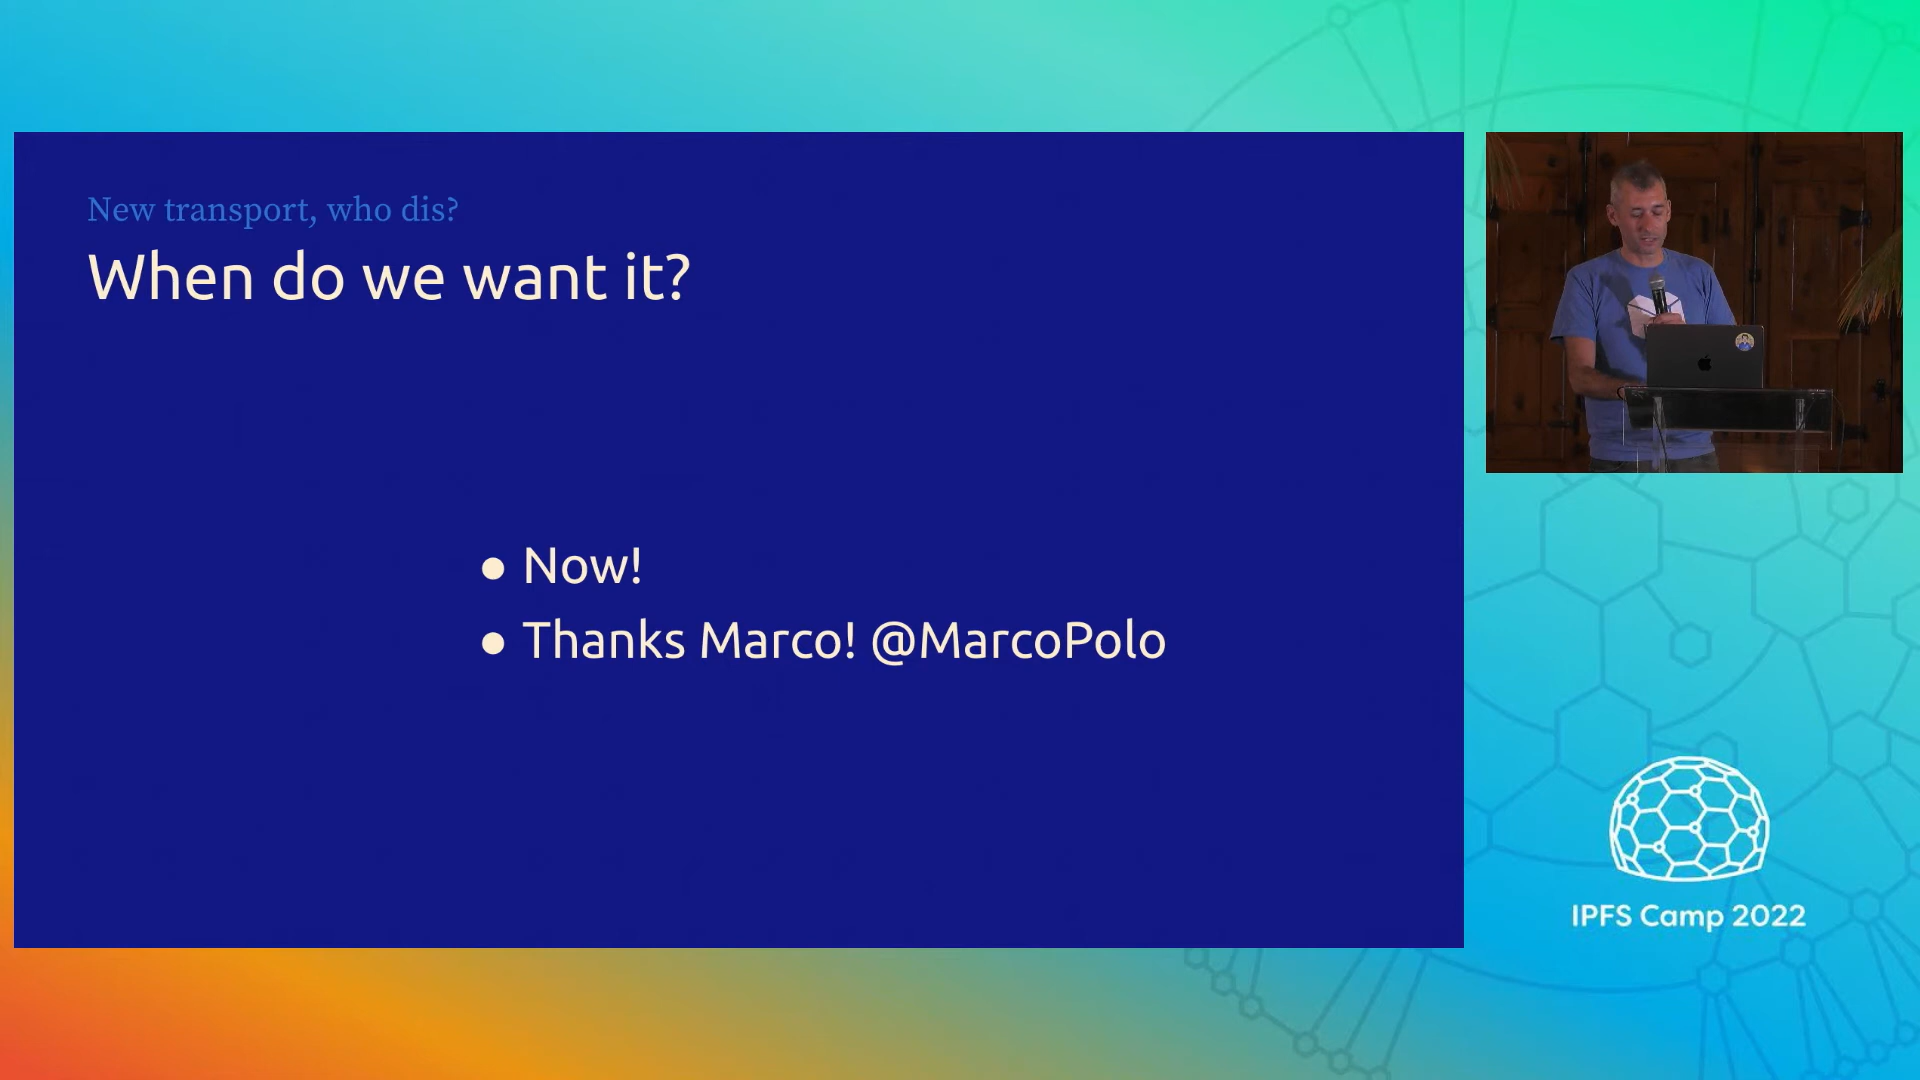 New transport, who dis?
When do we want it?
● Now!
● Thanks Marco! @MarcoPolo
IPFS Camp 2022